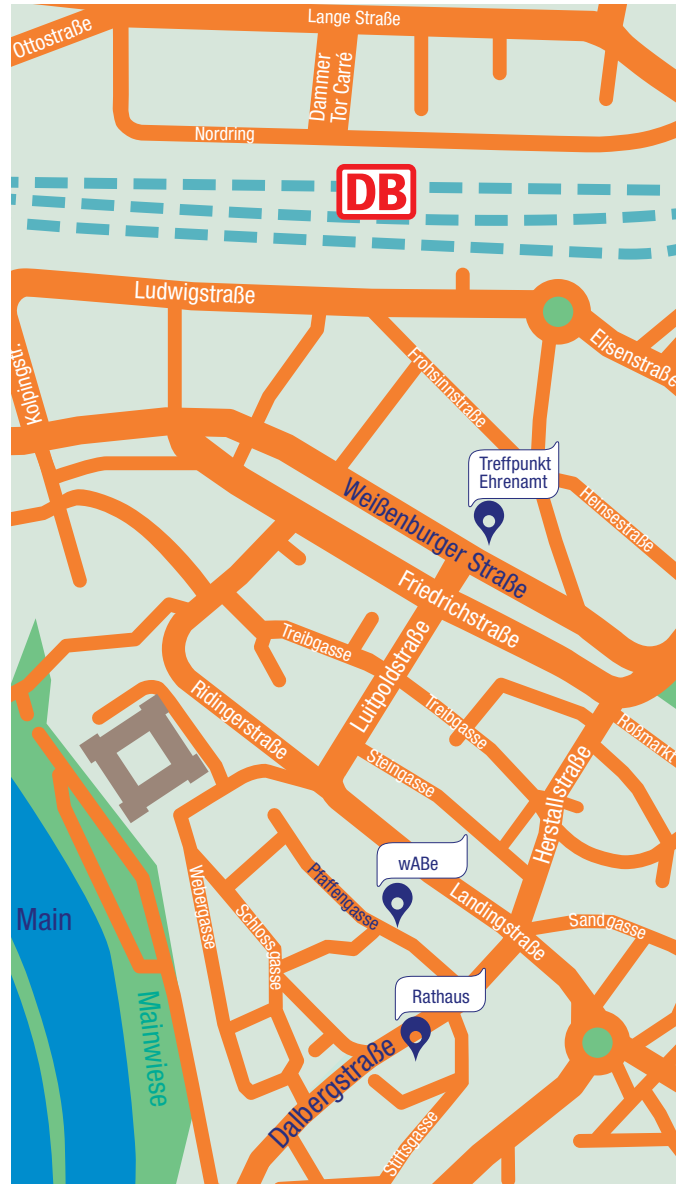 Lange Straße
Ottostraße
Dammer
Tor Carré
Nordring
DB
Ludwigstraße
Elisenstraße
Kolpingstr.
Frohsinnstraße
Treffpunkt
Ehrenamt
Heinsestraße
Weißenburger Straße
Friedrichstraße
Treibgasse
Luitpoldstraße
Ridingerstraße
Treibgasse
Roßmarkt
Steingasse
Herstallstraße
wABe
Pfaffengasse
Webergasse
Landingstraße
Schlossgasse
Sandgasse
Main
Rathaus
Mainwiese
Dalbergstraße
Stiftsgasse